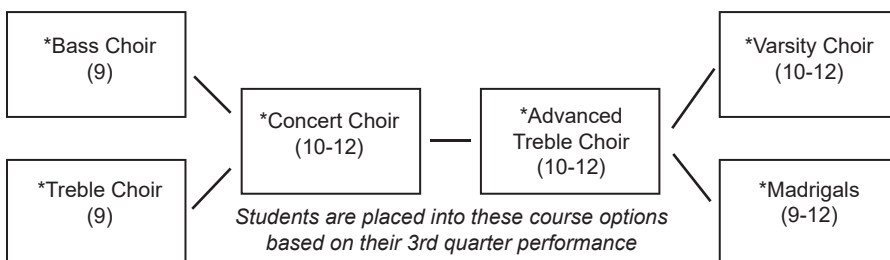 *Bass Choir
(9)
*Treble Choir
(9)
*Concert Choir
(10-12)
*Advanced
Treble Choir
(10-12)
*Varsity Choir
(10-12)
*Madrigals
(9-12)
Students are placed into these course options
based on their 3rd quarter performance